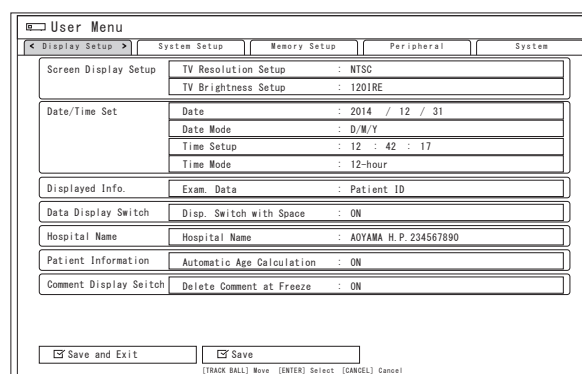 User Menu
< Display Setup > System Setup Memory Setup Peripheral System
Screen Display Setup TV Resolution Setup : NTSC
TV Brightness Setup : 120IRE
Date/Time Set Date : 2014 / 12 / 31
Date Mode : D/M/Y
Time Setup : 12 : 42 : 17
Time Mode : 12-hour
Displayed Info. Exam. Data : Patient ID
Data Display Switch Disp. Switch with Space : ON
Hospital Name Hospital Name : AOYAMA H.P.234567890
Patient Information Automatic Age Calculation : ON
Comment Display Seitch Delete Comment at Freeze : ON
Save and Exit Save
[TRACK BALL] Move [ENTER] Select [CANCEL] Cancel